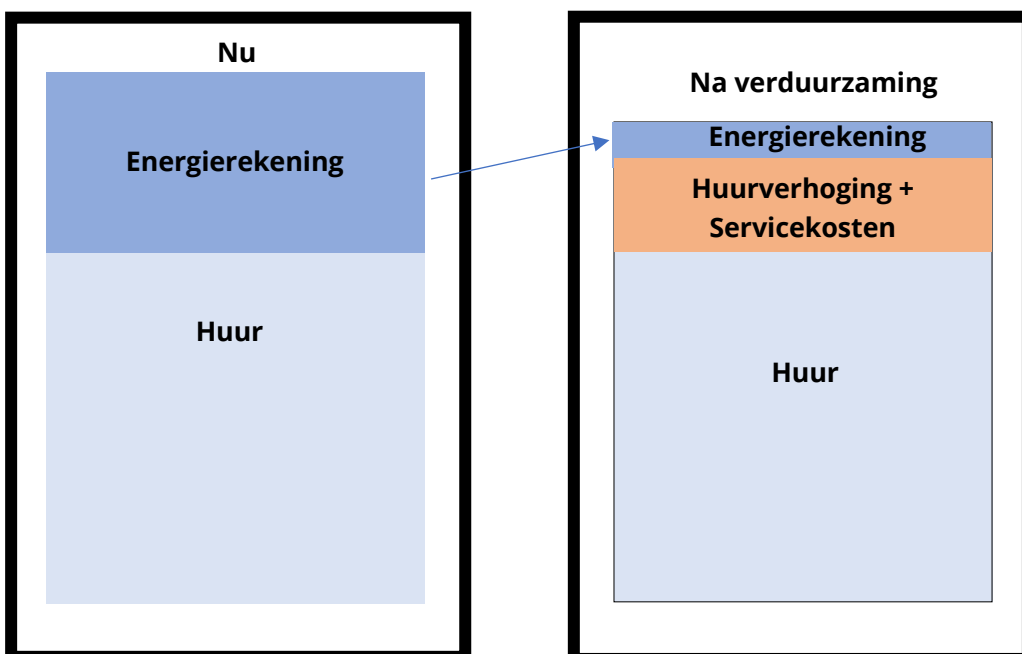 Nu
Energierekening
Huur
Na verduurzaming
Energierekening
Huurverhoging +
Servicekosten
Huur